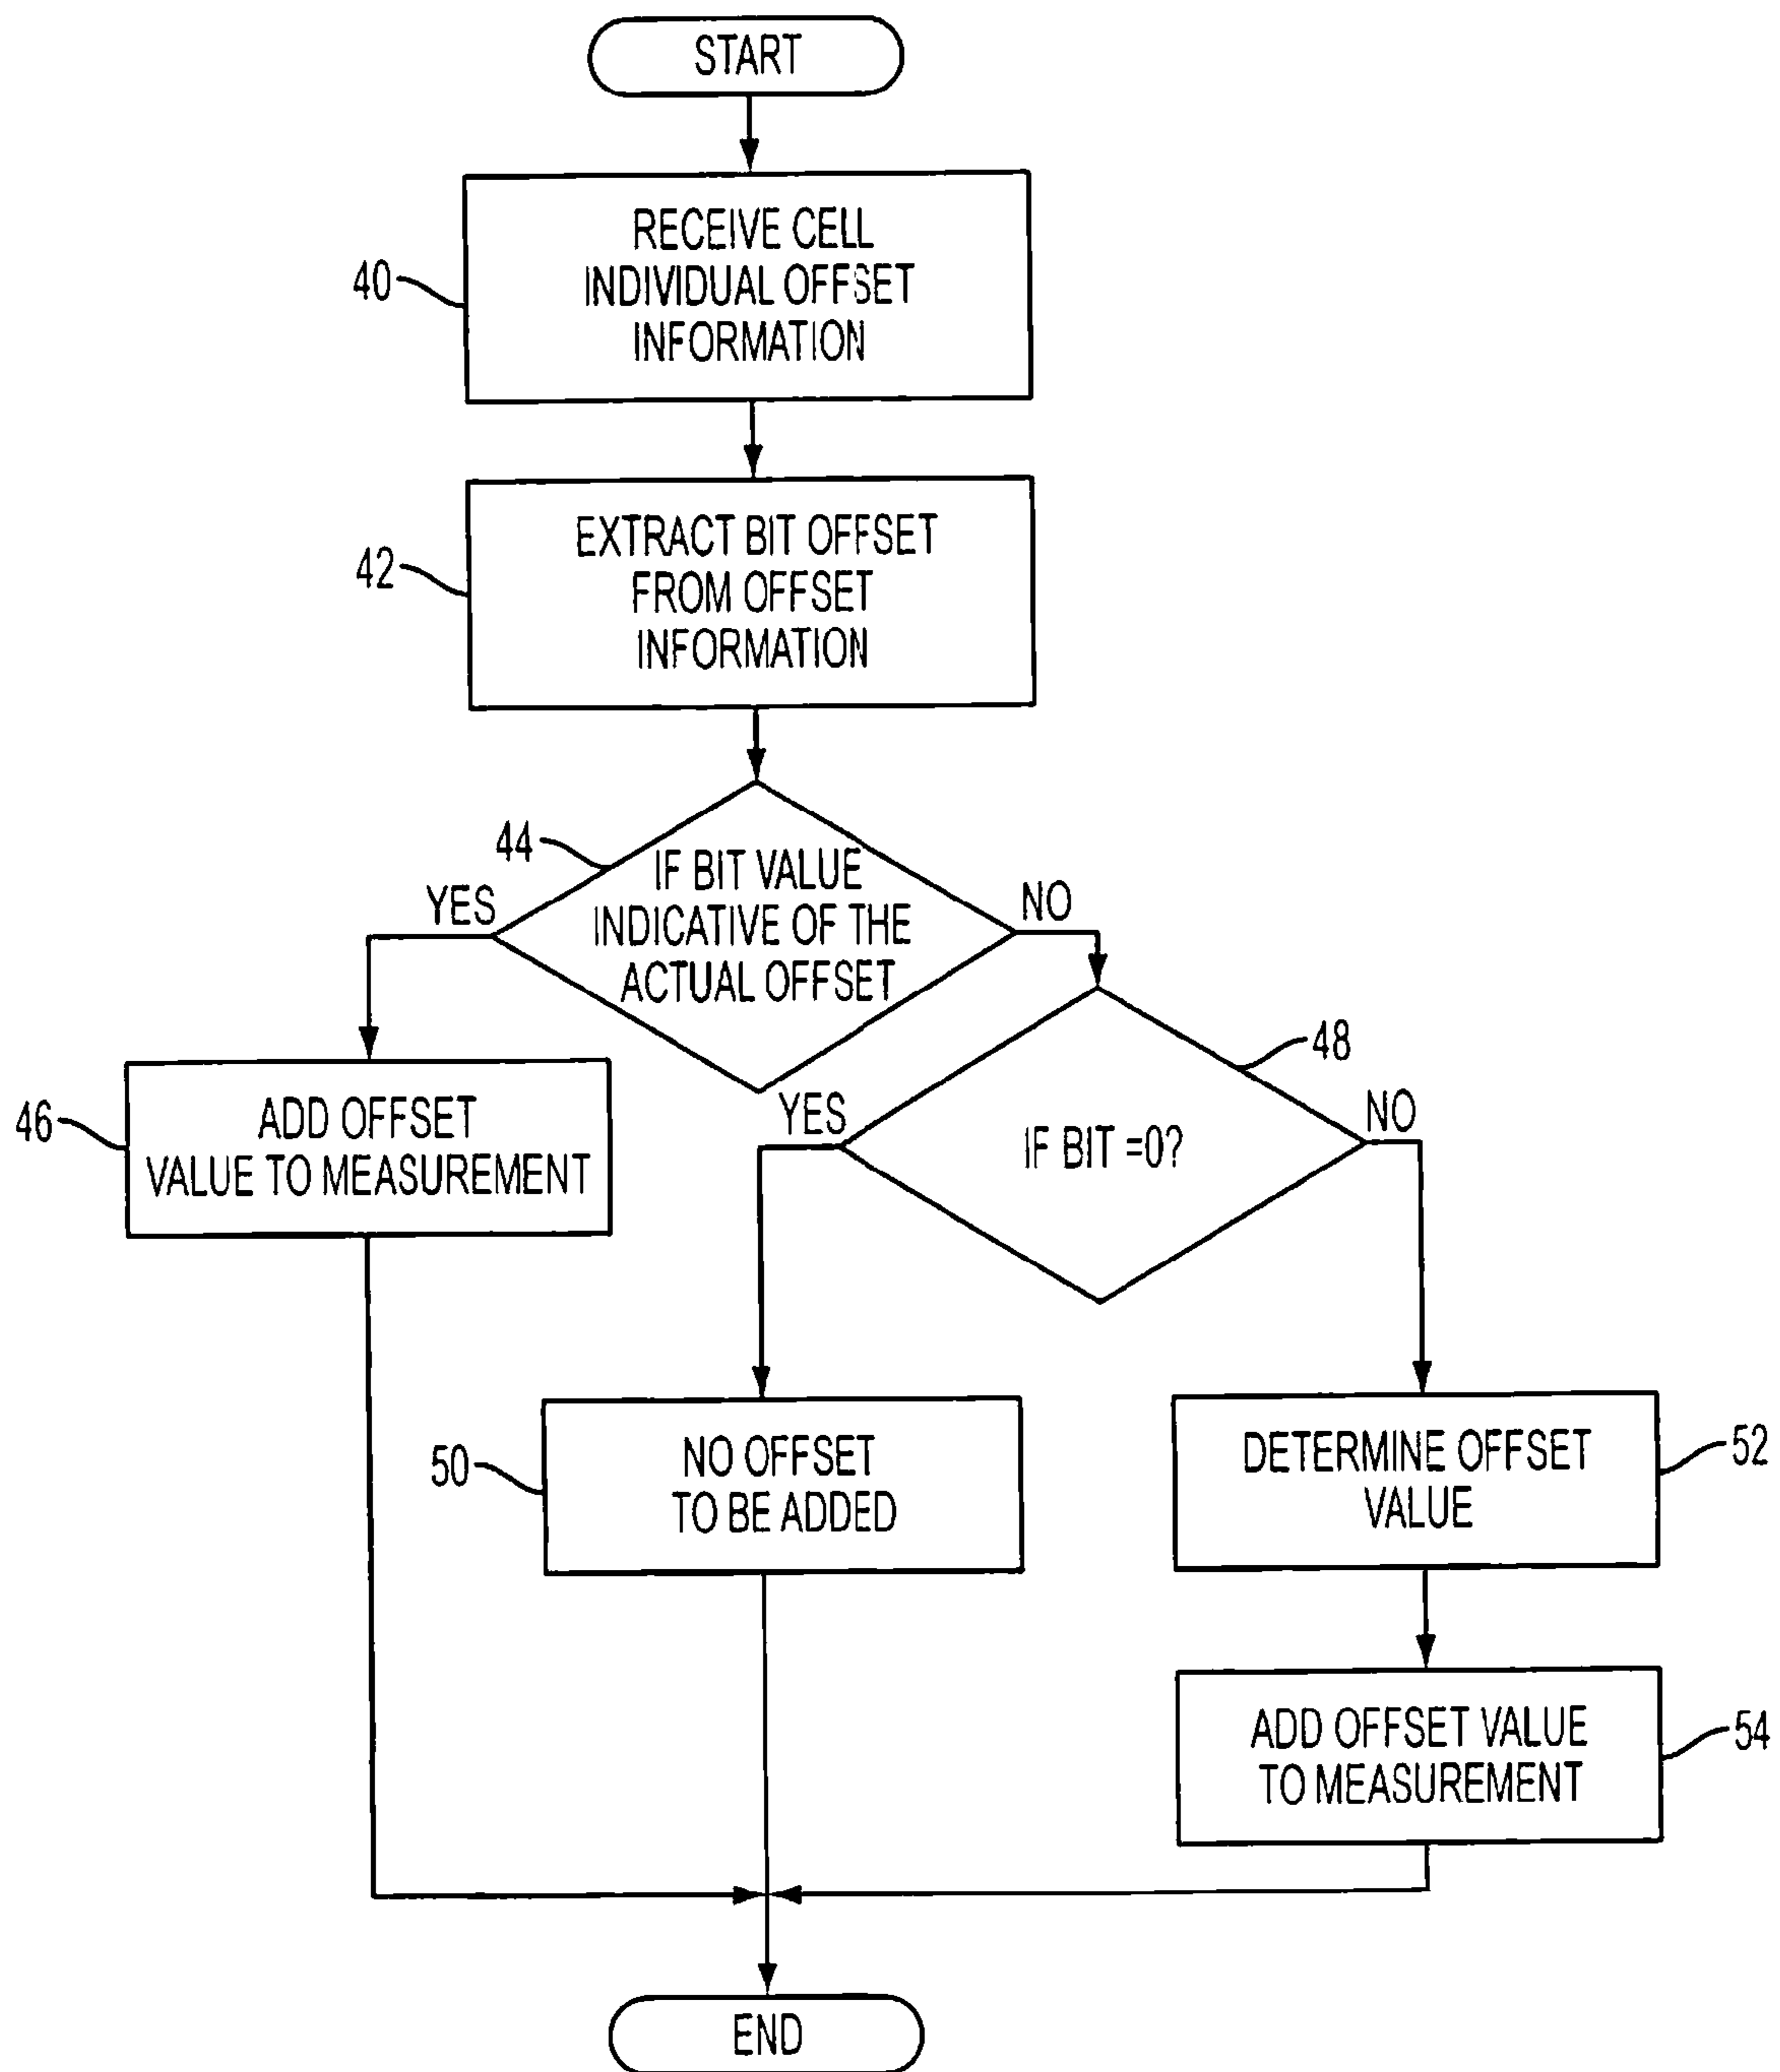 START
40
RECEIVE CELL
INDIVIDUAL OFFSET
INFORMATION
42
EXTRACT BIT OFFSET
FROM OFFSET
INFORMATION
44
IF BIT VALUE
INDICATIVE OF THE
ACTUAL OFFSET
YES
NO
46
ADD OFFSET
VALUE TO MEASUREMENT
48
IF BIT =0?
YES
NO
50
NO OFFSET
TO BE ADDED
52
DETERMINE OFFSET
VALUE
54
ADD OFFSET VALUE
TO MEASUREMENT
END